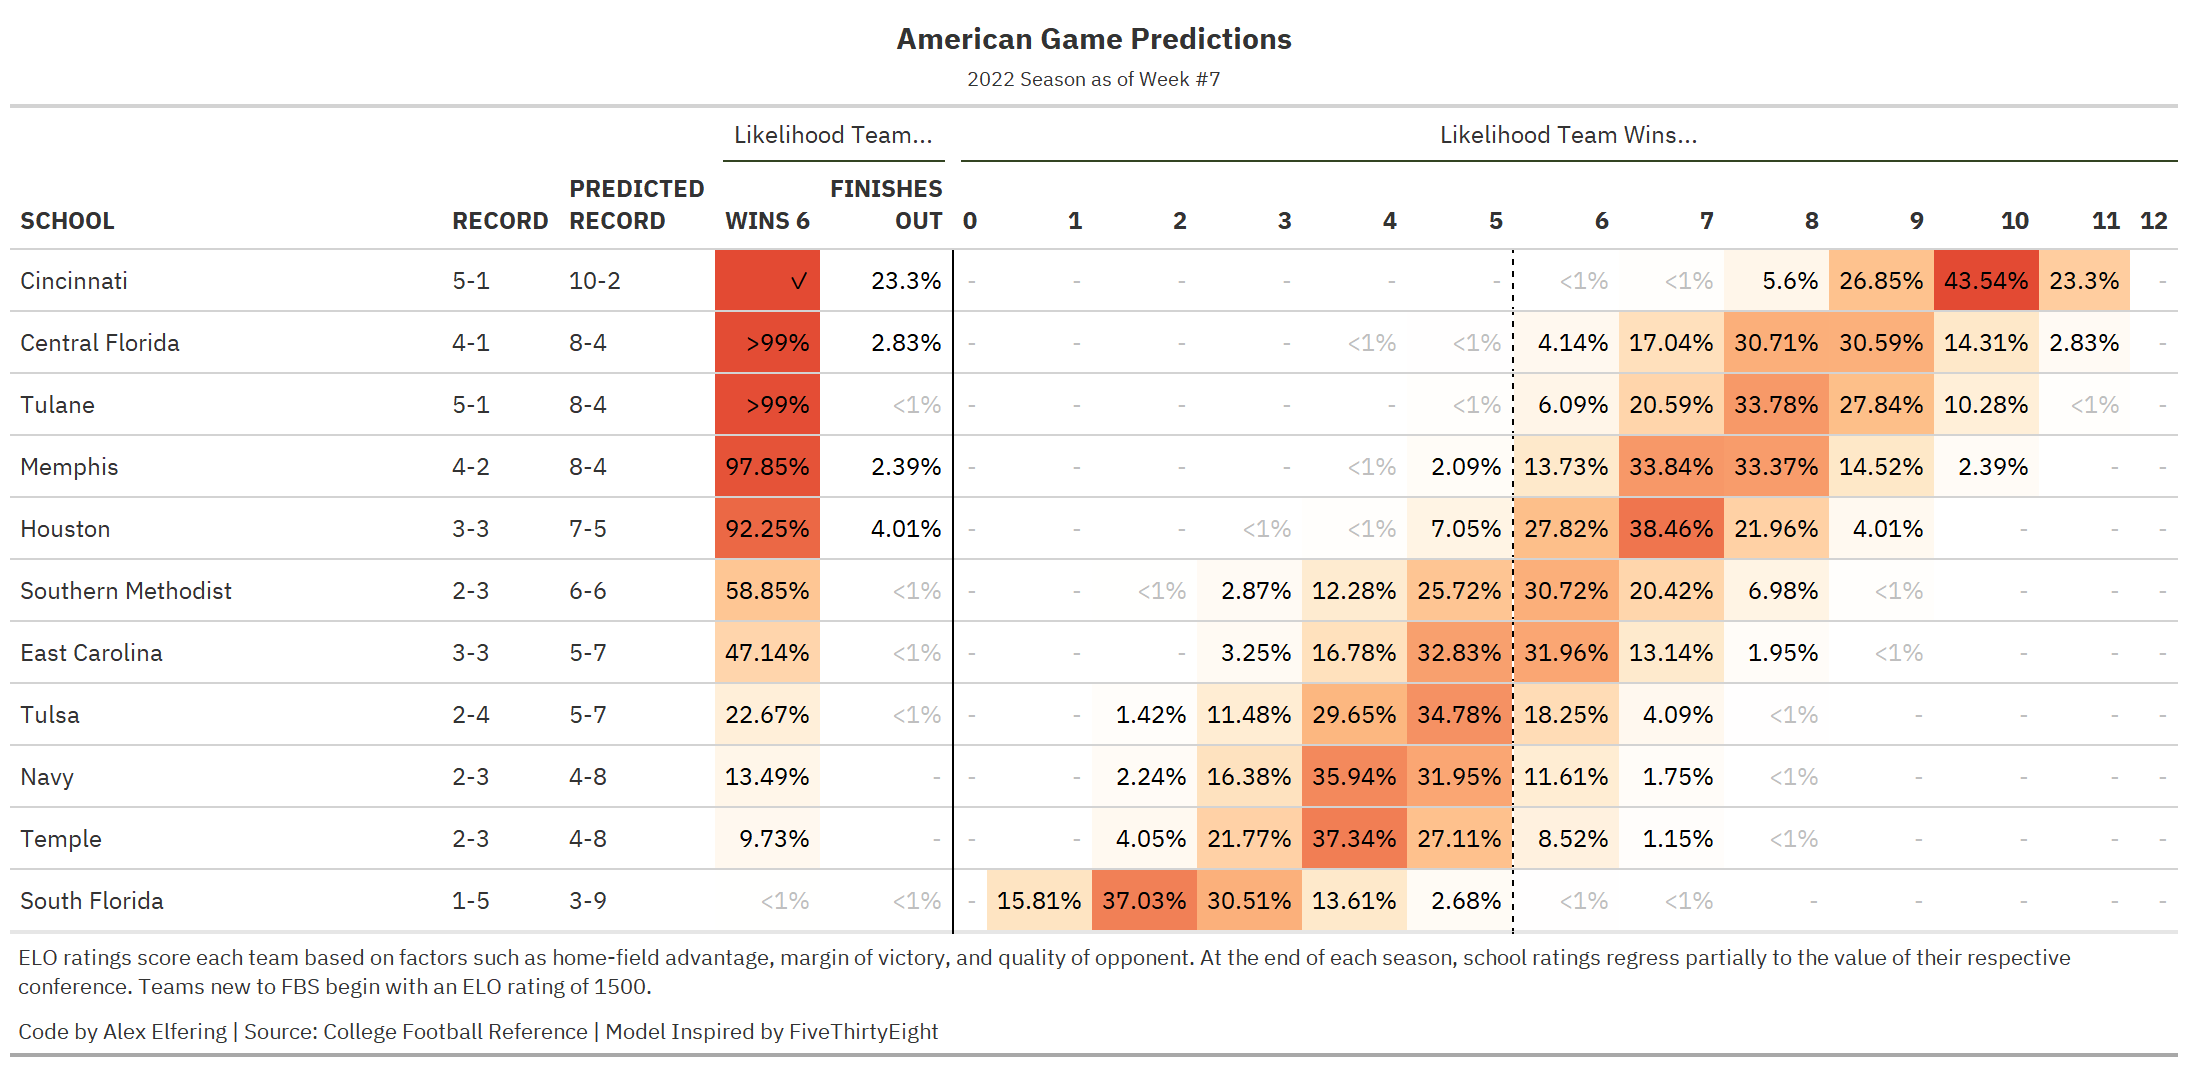 American Game Predictions
2022 Season as of Week #7
Likelihood Team... Likelihood Team Wins...
SCHOOL RECORD PREDICTED RECORD WINS 6 FINISHES OUT 0 1 2 3 4 5 6 7 8 9 10 11 12
Cincinnati 5-1 10-2 ✓ 23.3% - - - - - - <1% <1% 5.6% 26.85% 43.54% 23.3% -
Central Florida 4-1 8-4 >99% 2.83% - - - - <1% <1% 4.14% 17.04% 30.71% 30.59% 14.31% 2.83% -
Tulane 5-1 8-4 >99% <1% - - - - - <1% 6.09% 20.59% 33.78% 27.84% 10.28% <1% -
Memphis 4-2 8-4 97.85% 2.39% - - - - <1% 2.09% 13.73% 33.84% 33.37% 14.52% 2.39% - -
Houston 3-3 7-5 92.25% 4.01% - - - <1% <1% 7.05% 27.82% 38.46% 21.96% 4.01% - - -
Southern Methodist 2-3 6-6 58.85% <1% - - <1% 2.87% 12.28% 25.72% 30.72% 20.42% 6.98% <1% - - -
East Carolina 3-3 5-7 47.14% <1% - - - 3.25% 16.78% 32.83% 31.96% 13.14% 1.95% <1% - - -
Tulsa 2-4 5-7 22.67% <1% - - 1.42% 11.48% 29.65% 34.78% 18.25% 4.09% <1% - - - -
Navy 2-3 4-8 13.49% - - - 2.24% 16.38% 35.94% 31.95% 11.61% 1.75% <1% - - - -
Temple 2-3 4-8 9.73% - - - 4.05% 21.77% 37.34% 27.11% 8.52% 1.15% <1% - - - -
South Florida 1-5 3-9 <1% <1% - 15.81% 37.03% 30.51% 13.61% 2.68% <1% <1% - - - - -
ELO ratings score each team based on factors such as home-field advantage, margin of victory, and quality of opponent. At the end of each season, school ratings regress partially to the value of their respective
conference. Teams new to FBS begin with an ELO rating of 1500.
Code by Alex Elfering | Source: College Football Reference | Model Inspired by FiveThirtyEight